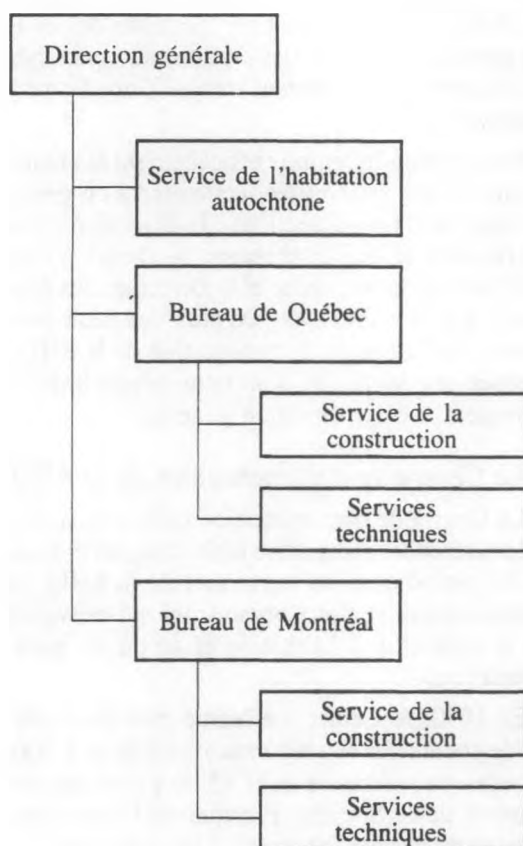 Direction générale
Service de l'habitation
autochtone
Bureau de Québec
Service de la
construction
Services
techniques
Bureau de Montréal
Service de la
construction
Services
techniques